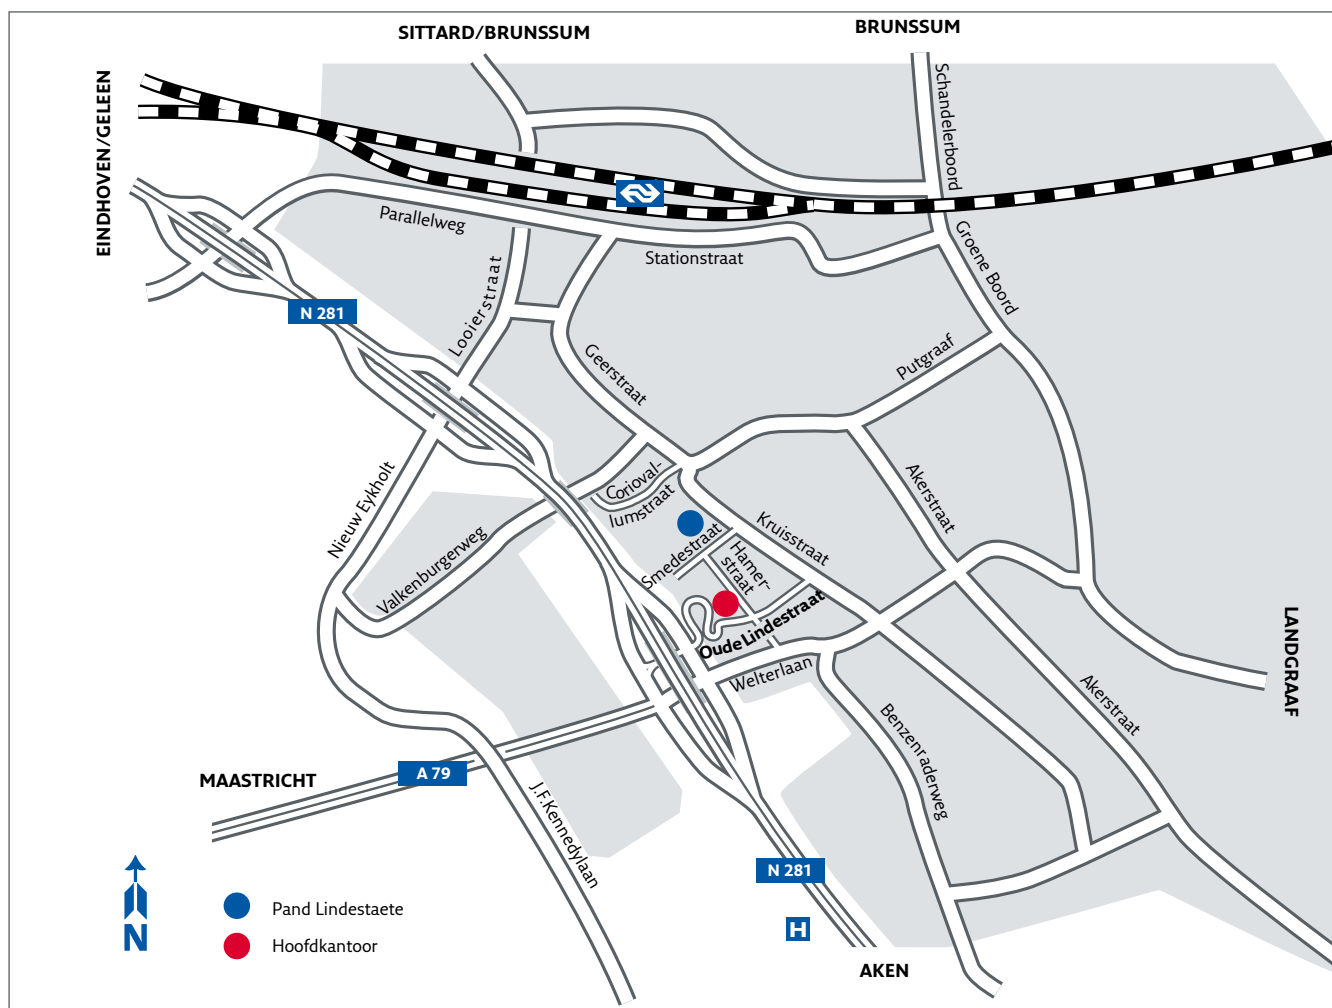 SITTARD/BRUNSSUM
BRUNSSUM
EINDHOVEN/GELEEN
Schandelerboord
Parallelweg
Stationstraat
Groene Boord
Looierstraat
N 281
Geerstraat
Putgraaf
Corioval-
lumstraat
Akerstraat
Nieuw Eykholt
Valkenburgerweg
Kruisstraat
Smedestraat
Hamer-
straat
Oude Lindestraat
Welterlaan
LANDGRAAF
Akerstraat
Benzenraderweg
MAASTRICHT
A 79
J.F.Kennedylaan
N 281
N
Pand Lindestaete
Hoofdkantoor
H
AKEN